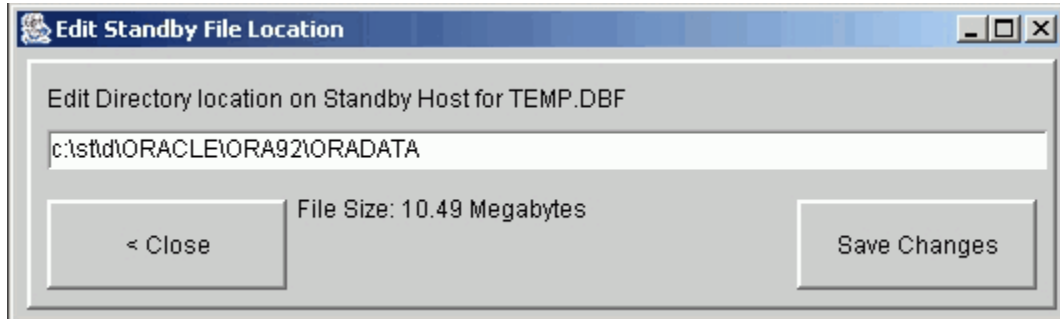 Edit Standby File Location
Edit Directory location on Standby Host for TEMP.DBF
c:\st\d\ORACLE\ORA92\ORADATA
File Size: 10.49 Megabytes
< Close
Save Changes